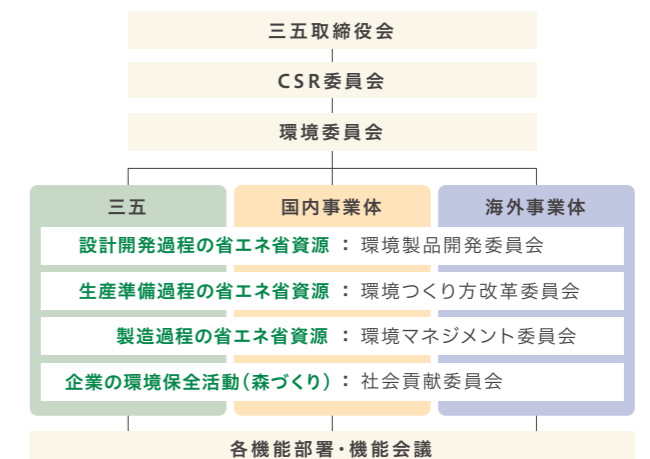 三五取締役会
CSR委員会
環境委員会
三五 国内事業体 海外事業体
設計開発過程の省エネ省資源 : 環境製品開発委員会
生産準備過程の省エネ省資源 : 環境つくり方改革委員会
製造過程の省エネ省資源 : 環境マネジメント委員会
企業の環境保全活動(森づくり) : 社会貢献委員会
各機能部署・機能会議